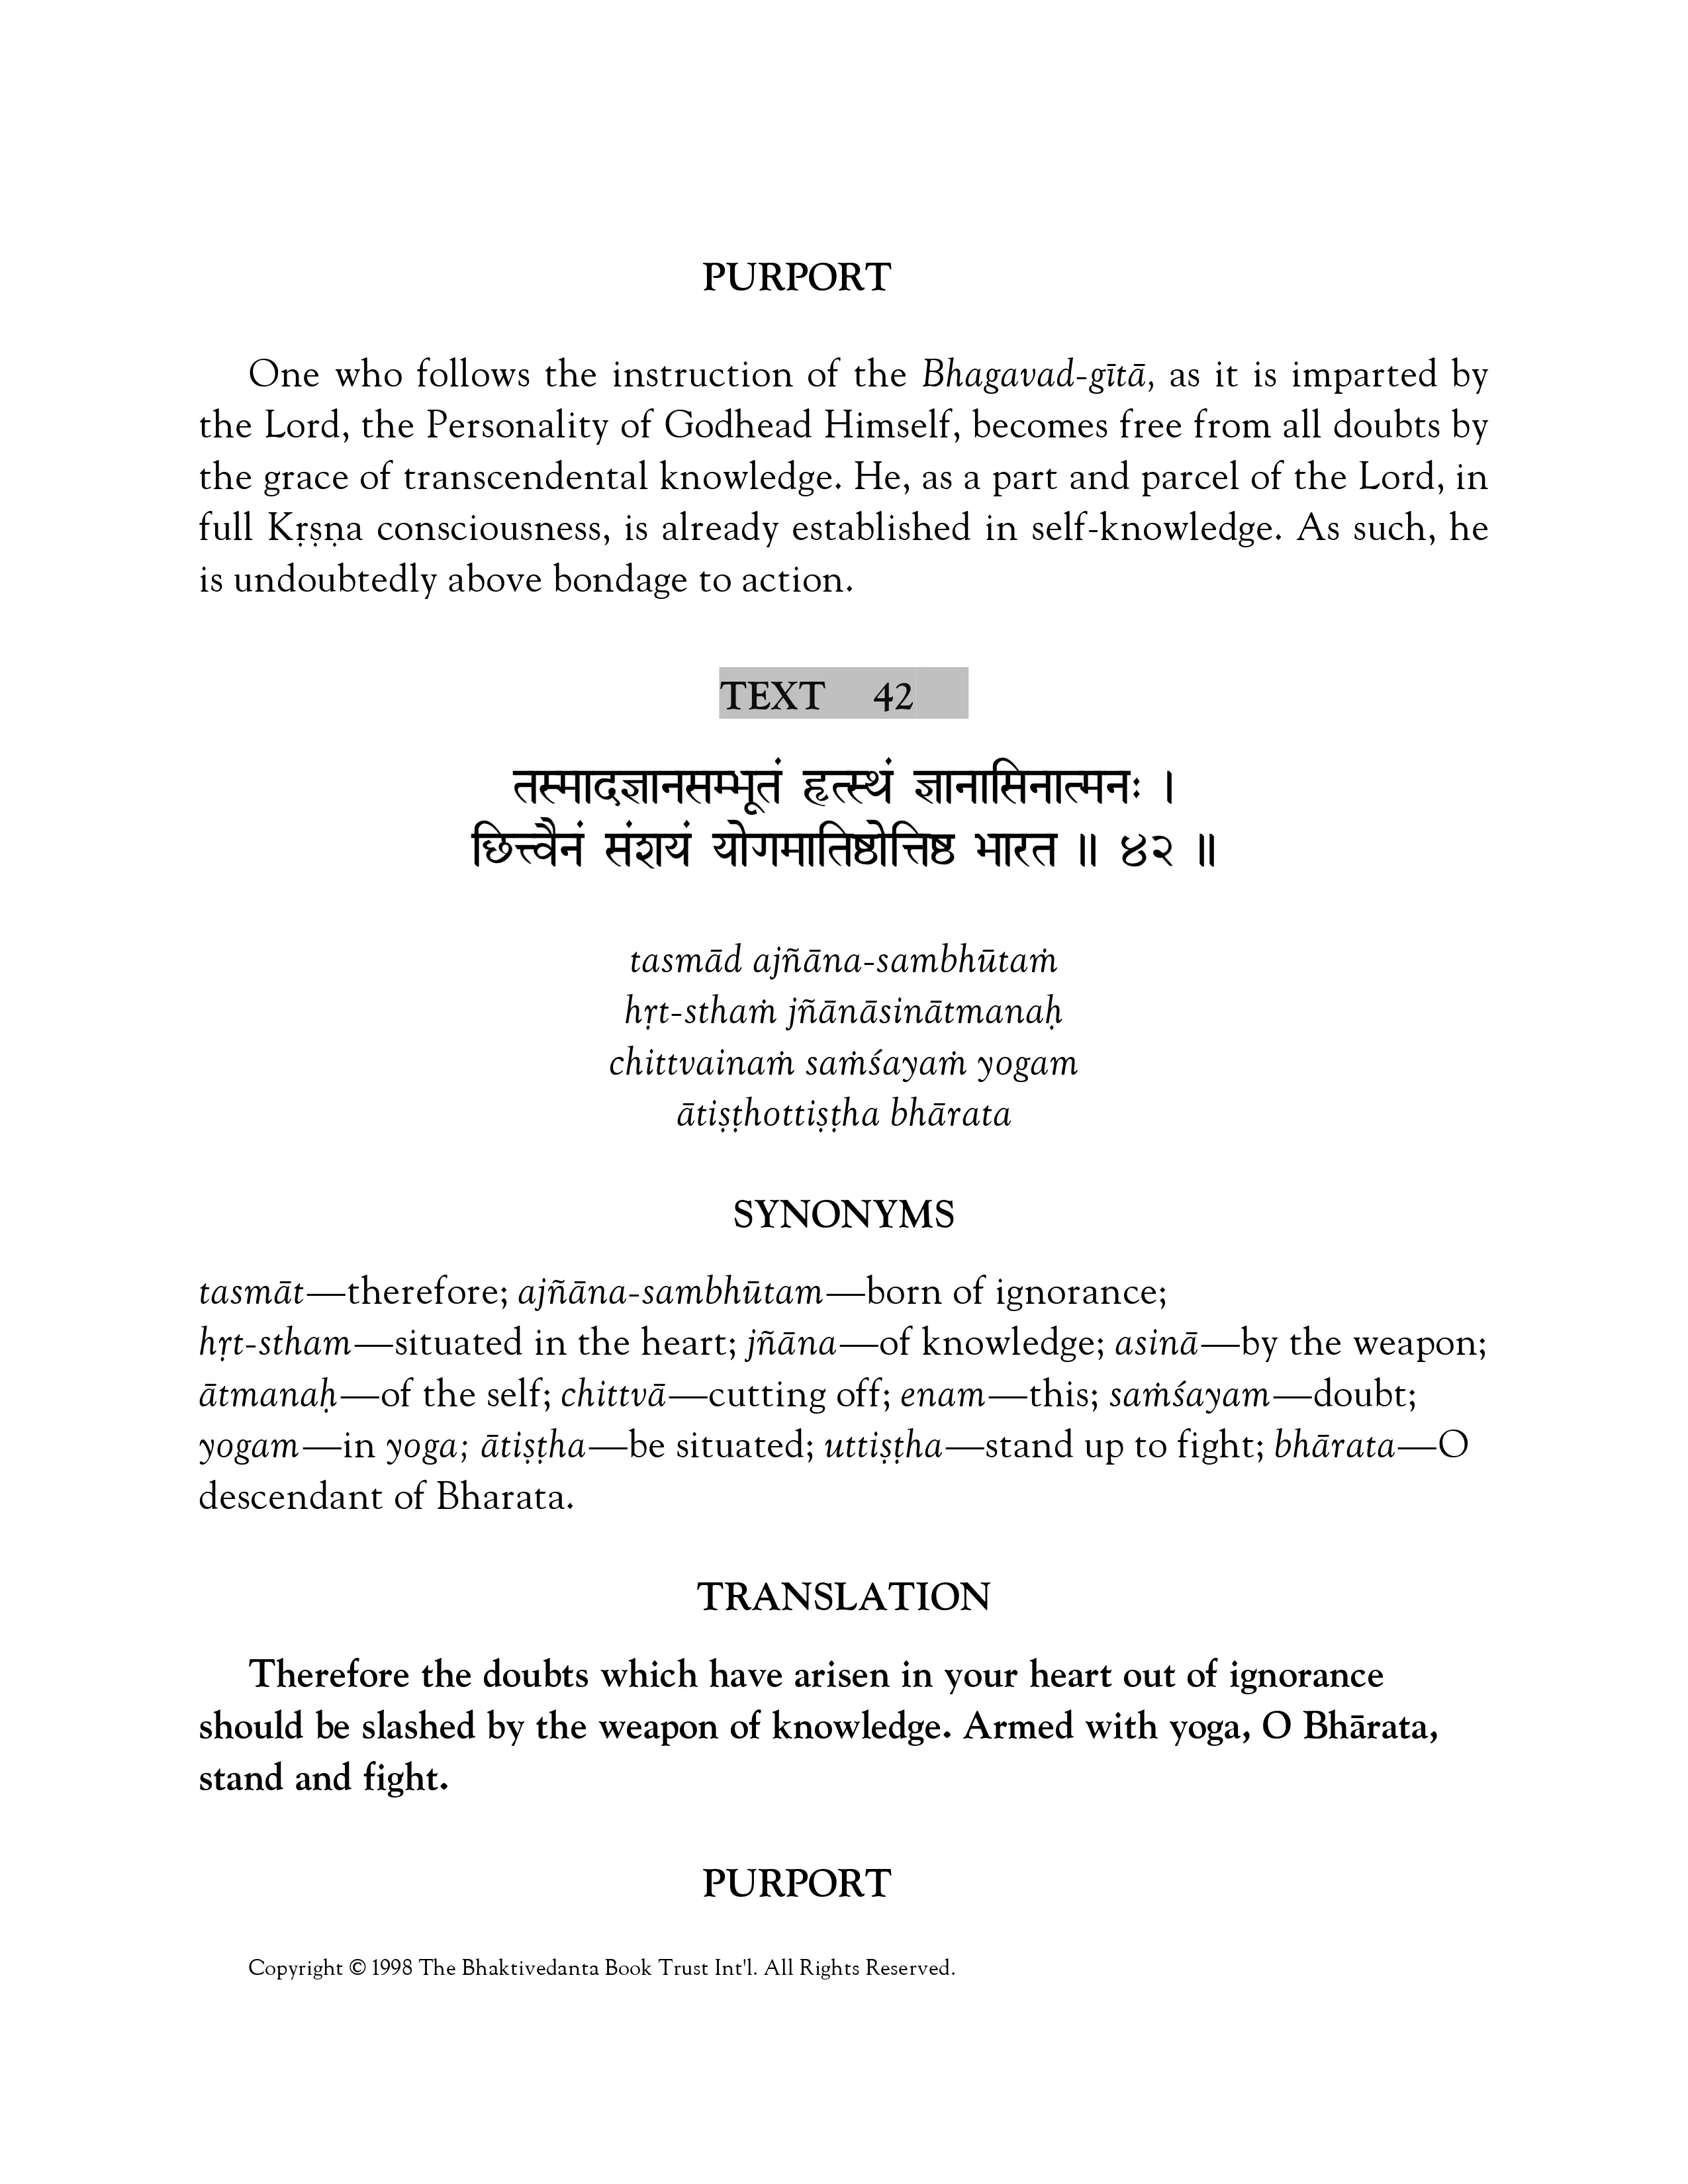 PURPORT
One who follows the instruction of the Bhagavad-gītā, as it is imparted by
the Lord, the Personality of Godhead Himself, becomes free from all doubts by
the grace of transcendental knowledge. He, as a part and parcel of the Lord, in
full Kṛṣṇa consciousness, is already established in self-knowledge. As such, he
is undoubtedly above bondage to action.
TEXT 42
तस्मादज्ञानसम्भूतं हृत्स्थं ज्ञानासिनात्मनः ।
छित्त्वैनं संशयं योगमातिष्ठोत्तिष्ठ भारत ॥ ४२ ॥
tasmād ajñāna-sambhūtaṁ
hṛt-sthaṁ jñānāsinātmanaḥ
chittvainaṁ saṁśayaṁ yogam
ātiṣṭhottiṣṭha bhārata
SYNONYMS
tasmāt—therefore; ajñāna-sambhūtam—born of ignorance;
hṛt-stham—situated in the heart; jñāna—of knowledge; asinā—by the weapon;
ātmanaḥ—of the self; chittvā—cutting off; enam—this; saṁśayam—doubt;
yogam—in yoga; ātiṣṭha—be situated; uttiṣṭha—stand up to fight; bhārata—O
descendant of Bharata.
TRANSLATION
Therefore the doubts which have arisen in your heart out of ignorance
should be slashed by the weapon of knowledge. Armed with yoga, O Bhārata,
stand and fight.
PURPORT
Copyright © 1998 The Bhaktivedanta Book Trust Int'l. All Rights Reserved.